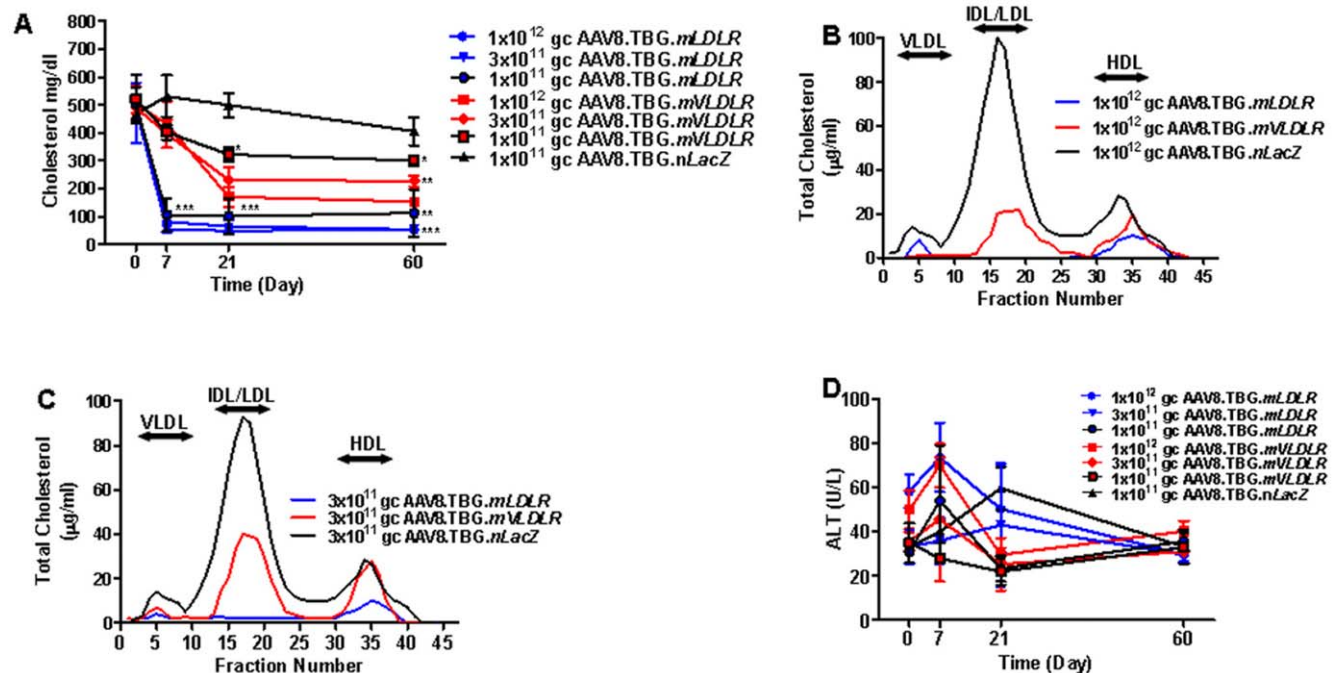 A
Cholesterol mg/dl
800
700
600
500
400
300
200
100
0
***
***
*
*
**
**
***
0 7 21 60
Time (Day)
1x10¹² gc AAV8.TBG.mLDLR
3x10¹¹ gc AAV8.TBG.mLDLR
1x10¹¹ gc AAV8.TBG.mLDLR
1x10¹² gc AAV8.TBG.mVLDLR
3x10¹¹ gc AAV8.TBG.mVLDLR
1x10¹¹ gc AAV8.TBG.mVLDLR
1x10¹¹ gc AAV8.TBG.nLacZ
B
Total Cholesterol
(µg/ml)
100
80
60
40
20
0
VLDL
IDL/LDL
HDL
1x10¹² gc AAV8.TBG.mLDLR
1x10¹² gc AAV8.TBG.mVLDLR
1x10¹² gc AAV8.TBG.nLacZ
0 5 10 15 20 25 30 35 40 45
Fraction Number
C
Total Cholesterol
(µg/ml)
100
80
60
40
20
0
VLDL
IDL/LDL
HDL
3x10¹¹ gc AAV8.TBG.mLDLR
3x10¹¹ gc AAV8.TBG.mVLDLR
3x10¹¹ gc AAV8.TBG.nLacZ
0 5 10 15 20 25 30 35 40 45
Fraction Number
D
ALT (U/L)
100
80
60
40
20
0
1x10¹² gc AAV8.TBG.mLDLR
3x10¹¹ gc AAV8.TBG.mLDLR
1x10¹¹ gc AAV8.TBG.mLDLR
1x10¹² gc AAV8.TBG.mVLDLR
3x10¹¹ gc AAV8.TBG.mVLDLR
1x10¹¹ gc AAV8.TBG.mVLDLR
1x10¹¹ gc AAV8.TBG.nLacZ
0 7 21 60
Time (Day)